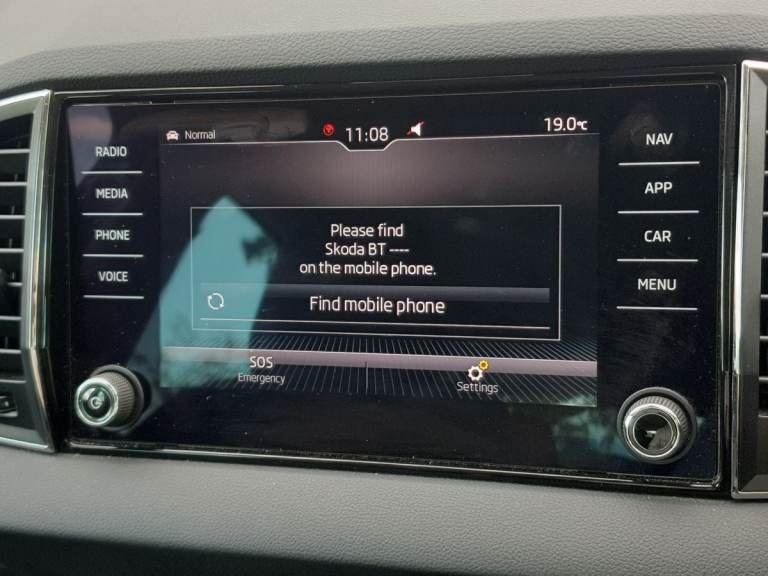 RADIO
MEDIA
PHONE
VOICE
Normal
11:08
19.0°C
Please find
Skoda BT ----
on the mobile phone.
Find mobile phone
SOS
Emergency
Settings
NAV
APP
CAR
MENU